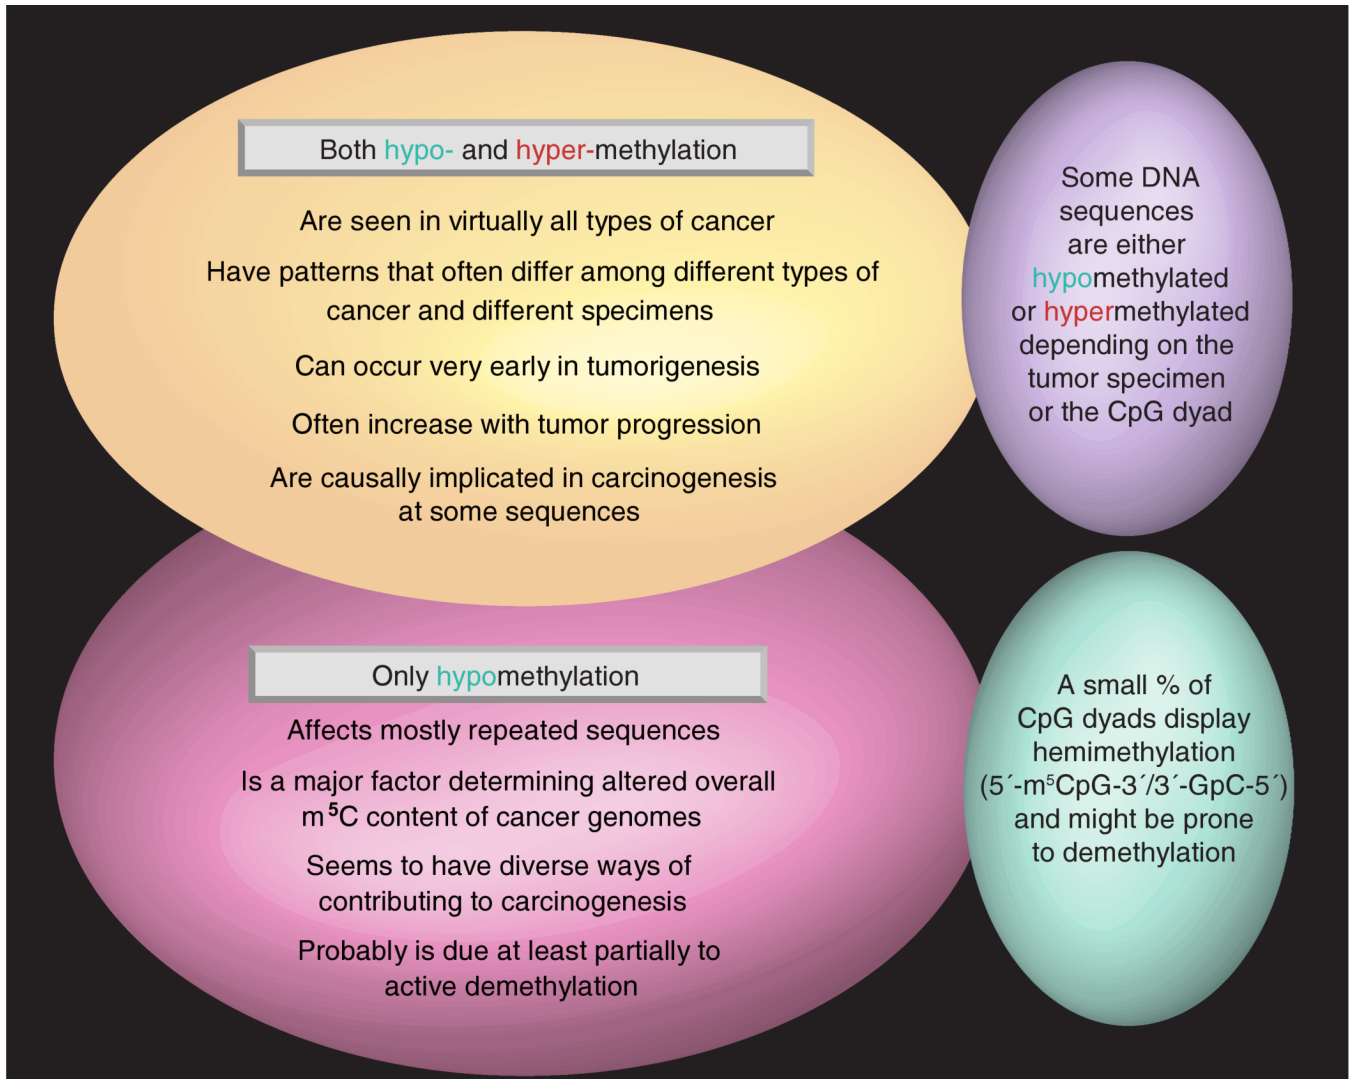 Both hypo- and hyper-methylation
Are seen in virtually all types of cancer
Have patterns that often differ among different types of
cancer and different specimens
Can occur very early in tumorigenesis
Often increase with tumor progression
Are causally implicated in carcinogenesis
at some sequences
Some DNA
sequences
are either
hypomethylated
or hypermethylated
depending on the
tumor specimen
or the CpG dyad
Only hypomethylation
Affects mostly repeated sequences
Is a major factor determining altered overall
m⁵C content of cancer genomes
Seems to have diverse ways of
contributing to carcinogenesis
Probably is due at least partially to
active demethylation
A small % of
CpG dyads display
hemimethylation
(5´-m⁵CpG-3´/3´-GpC-5´)
and might be prone
to demethylation